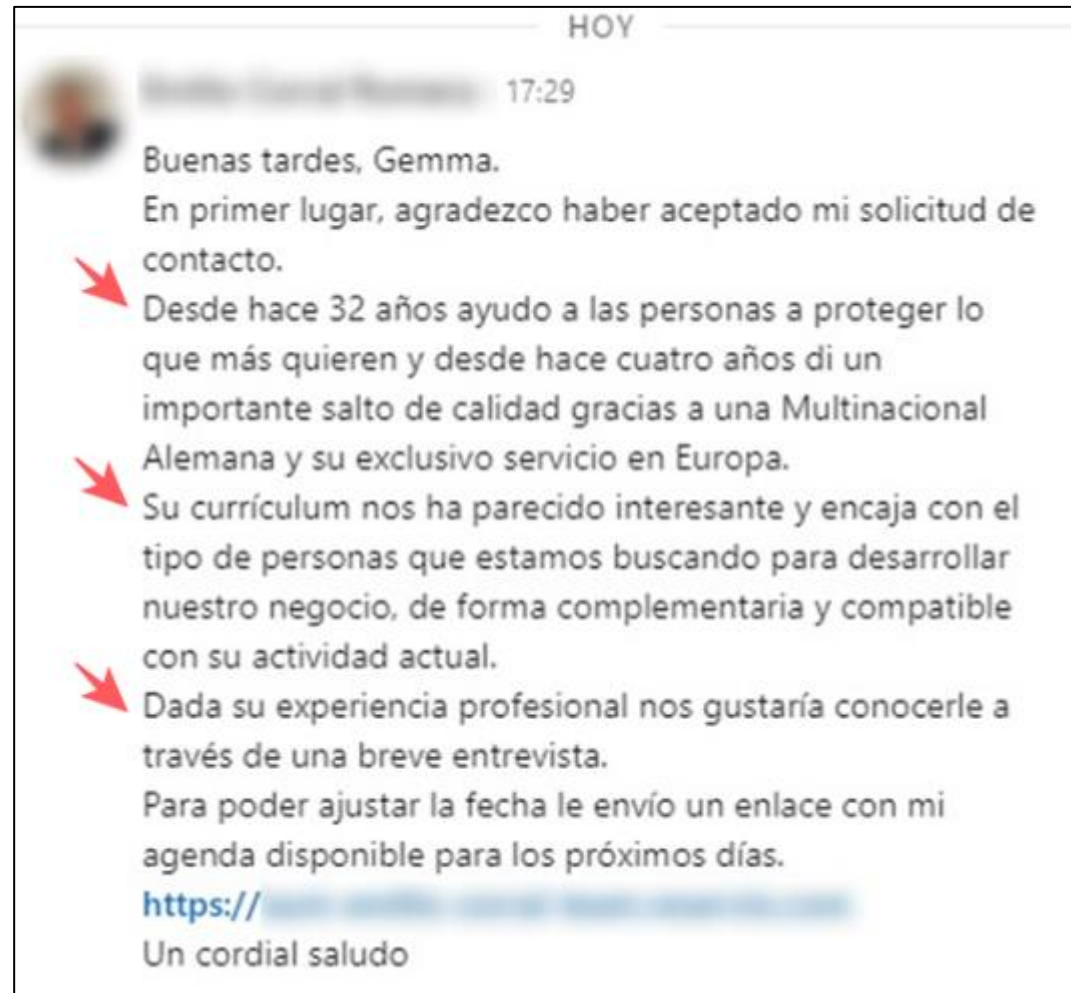 HOY
17:29
Buenas tardes, Gemma.
En primer lugar, agradezco haber aceptado mi solicitud de
contacto.
Desde hace 32 años ayudo a las personas a proteger lo
que más quieren y desde hace cuatro años di un
importante salto de calidad gracias a una Multinacional
Alemana y su exclusivo servicio en Europa.
Su currículum nos ha parecido interesante y encaja con el
tipo de personas que estamos buscando para desarrollar
nuestro negocio, de forma complementaria y compatible
con su actividad actual.
Dada su experiencia profesional nos gustaría conocerle a
través de una breve entrevista.
Para poder ajustar la fecha le envío un enlace con mi
agenda disponible para los próximos días.
https://
Un cordial saludo